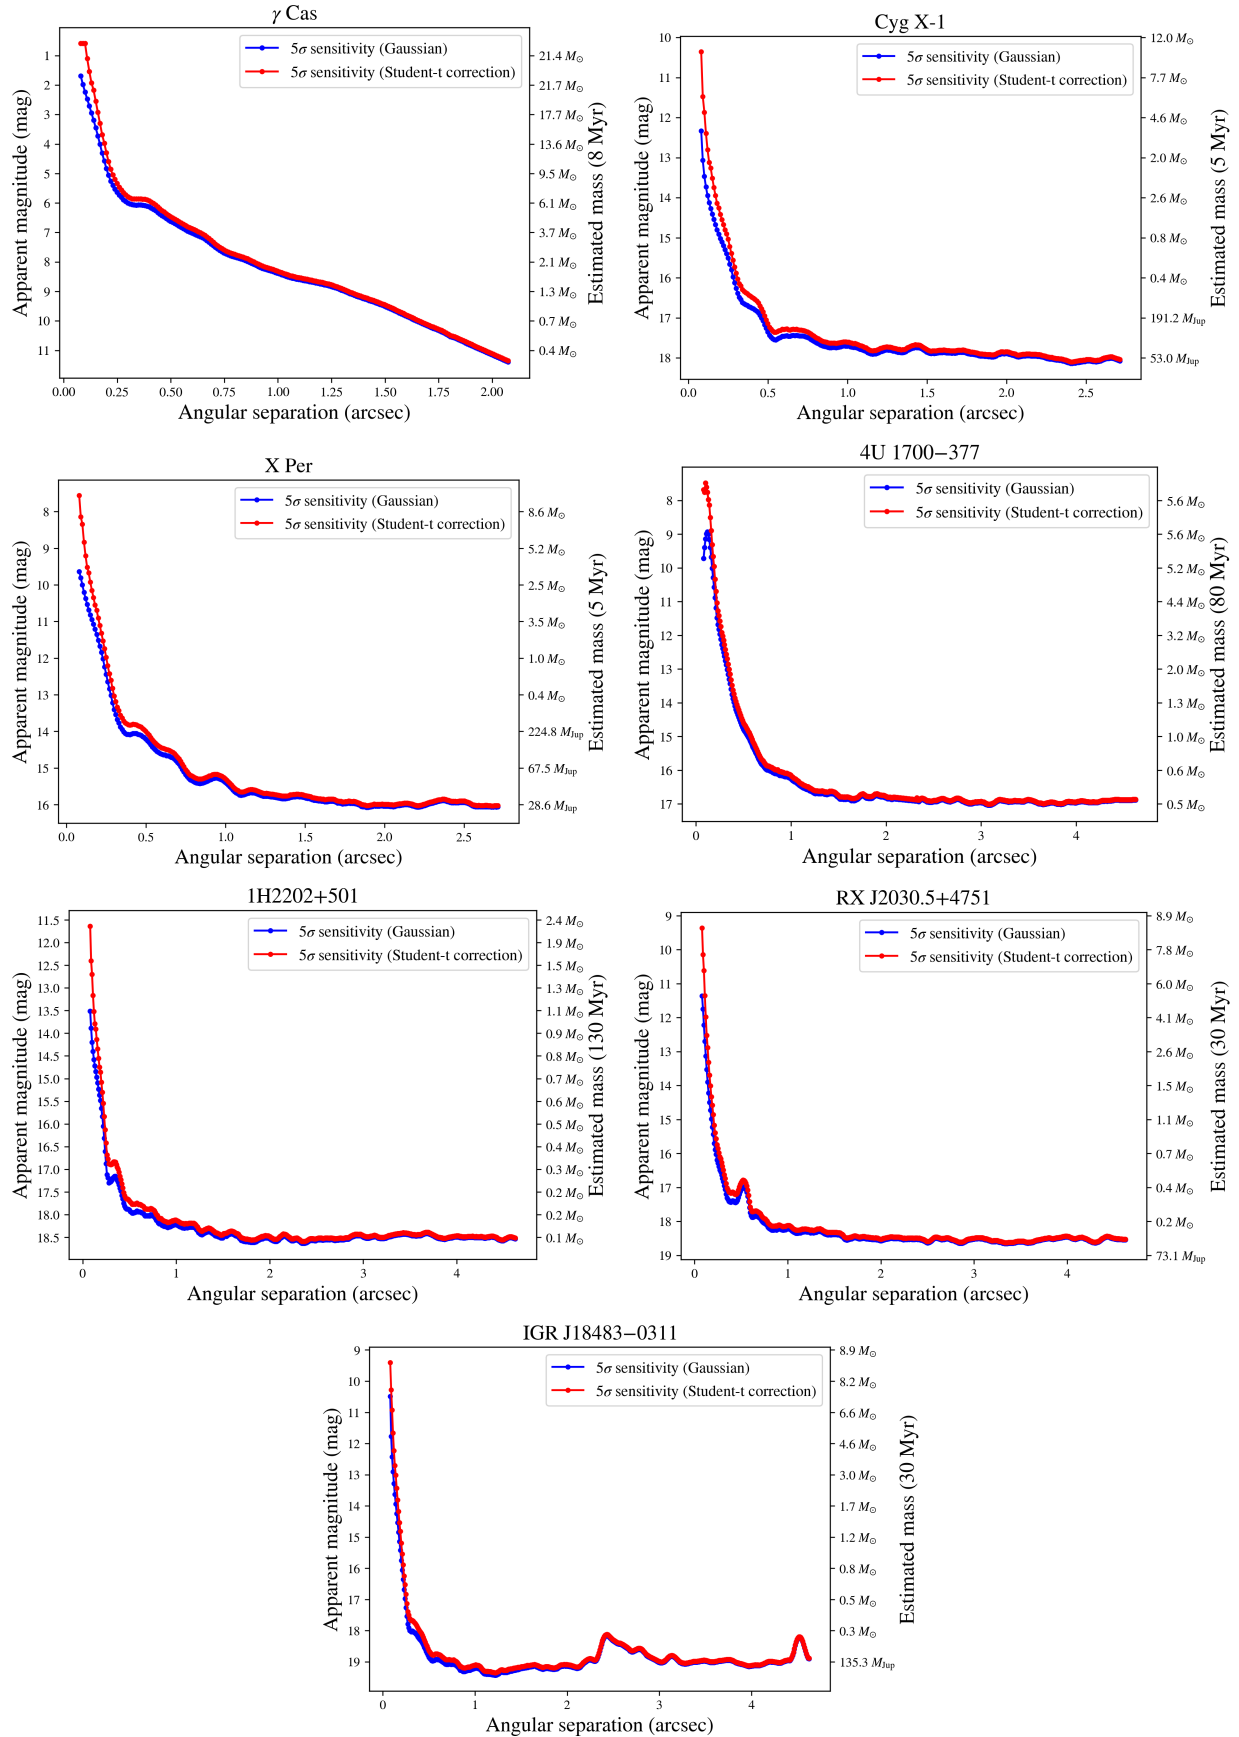 γ Cas
5σ sensitivity (Gaussian)
5σ sensitivity (Student-t correction)
Apparent magnitude (mag)
1
2
3
4
5
6
7
8
9
10
11
21.4 M⊙
21.7 M⊙
17.7 M⊙
13.6 M⊙
9.5 M⊙
6.1 M⊙
3.7 M⊙
2.1 M⊙
1.3 M⊙
0.7 M⊙
0.4 M⊙
Estimated mass (8 Myr)
0.00 0.25 0.50 0.75 1.00 1.25 1.50 1.75 2.00
Angular separation (arcsec)
Cyg X-1
5σ sensitivity (Gaussian)
5σ sensitivity (Student-t correction)
Apparent magnitude (mag)
10
11
12
13
14
15
16
17
18
12.0 M⊙
7.7 M⊙
4.6 M⊙
2.0 M⊙
2.6 M⊙
0.8 M⊙
0.4 M⊙
191.2 MJup
53.0 MJup
Estimated mass (5 Myr)
0.0 0.5 1.0 1.5 2.0 2.5
Angular separation (arcsec)
X Per
5σ sensitivity (Gaussian)
5σ sensitivity (Student-t correction)
Apparent magnitude (mag)
8
9
10
11
12
13
14
15
16
8.6 M⊙
5.2 M⊙
2.5 M⊙
3.5 M⊙
1.0 M⊙
0.4 M⊙
224.8 MJup
67.5 MJup
28.6 MJup
Estimated mass (5 Myr)
0.0 0.5 1.0 1.5 2.0 2.5
Angular separation (arcsec)
4U 1700−377
5σ sensitivity (Gaussian)
5σ sensitivity (Student-t correction)
Apparent magnitude (mag)
8
9
10
11
12
13
14
15
16
17
5.6 M⊙
5.6 M⊙
5.2 M⊙
4.4 M⊙
3.2 M⊙
2.0 M⊙
1.3 M⊙
1.0 M⊙
0.6 M⊙
0.5 M⊙
Estimated mass (80 Myr)
0 1 2 3 4
Angular separation (arcsec)
1H2202+501
5σ sensitivity (Gaussian)
5σ sensitivity (Student-t correction)
Apparent magnitude (mag)
11.5
12.0
12.5
13.0
13.5
14.0
14.5
15.0
15.5
16.0
16.5
17.0
17.5
18.0
18.5
2.4 M⊙
1.9 M⊙
1.5 M⊙
1.3 M⊙
1.1 M⊙
0.9 M⊙
0.8 M⊙
0.7 M⊙
0.6 M⊙
0.5 M⊙
0.4 M⊙
0.3 M⊙
0.2 M⊙
0.2 M⊙
0.1 M⊙
Estimated mass (130 Myr)
0 1 2 3 4
Angular separation (arcsec)
RX J2030.5+4751
5σ sensitivity (Gaussian)
5σ sensitivity (Student-t correction)
Apparent magnitude (mag)
9
10
11
12
13
14
15
16
17
18
19
8.9 M⊙
7.8 M⊙
6.0 M⊙
4.1 M⊙
2.6 M⊙
1.5 M⊙
1.1 M⊙
0.7 M⊙
0.4 M⊙
0.2 M⊙
73.1 MJup
Estimated mass (30 Myr)
0 1 2 3 4
Angular separation (arcsec)
IGR J18483−0311
5σ sensitivity (Gaussian)
5σ sensitivity (Student-t correction)
Apparent magnitude (mag)
9
10
11
12
13
14
15
16
17
18
19
8.9 M⊙
8.2 M⊙
6.6 M⊙
4.6 M⊙
3.0 M⊙
1.7 M⊙
1.2 M⊙
0.8 M⊙
0.5 M⊙
0.3 M⊙
135.3 MJup
Estimated mass (30 Myr)
0 1 2 3 4
Angular separation (arcsec)